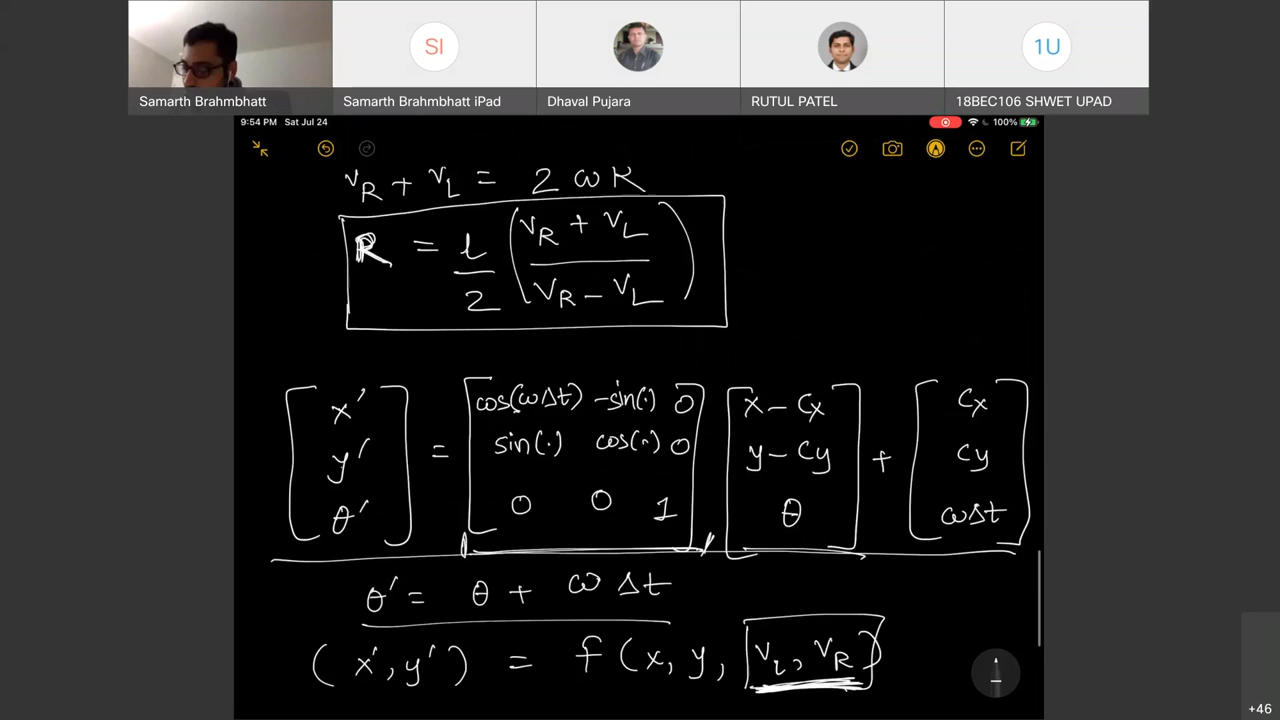 SI
1U
Samarth Brahmbhatt
Samarth Brahmbhatt iPad
Dhaval Pujara
RUTUL PATEL
18BEC106 SHWET UPAD
9:54 PM Sat Jul 24
100%
v_R + v_L = 2 ω R
R = l/2 ( (v_R + v_L) / (v_R - v_L) )
[ x′ ] = [ cos(ωΔt) -sin(·) 0 ] [ x - Cx ] + [ Cx ]
[ y′ ] [ sin(·) cos(·) 0 ] [ y - Cy ] [ Cy ]
[ θ′ ] [ 0 0 1 ] [ θ ] [ ωΔt ]
θ′ = θ + ω Δt
( x′, y′ ) = f ( x, y, v_L, v_R )
+46